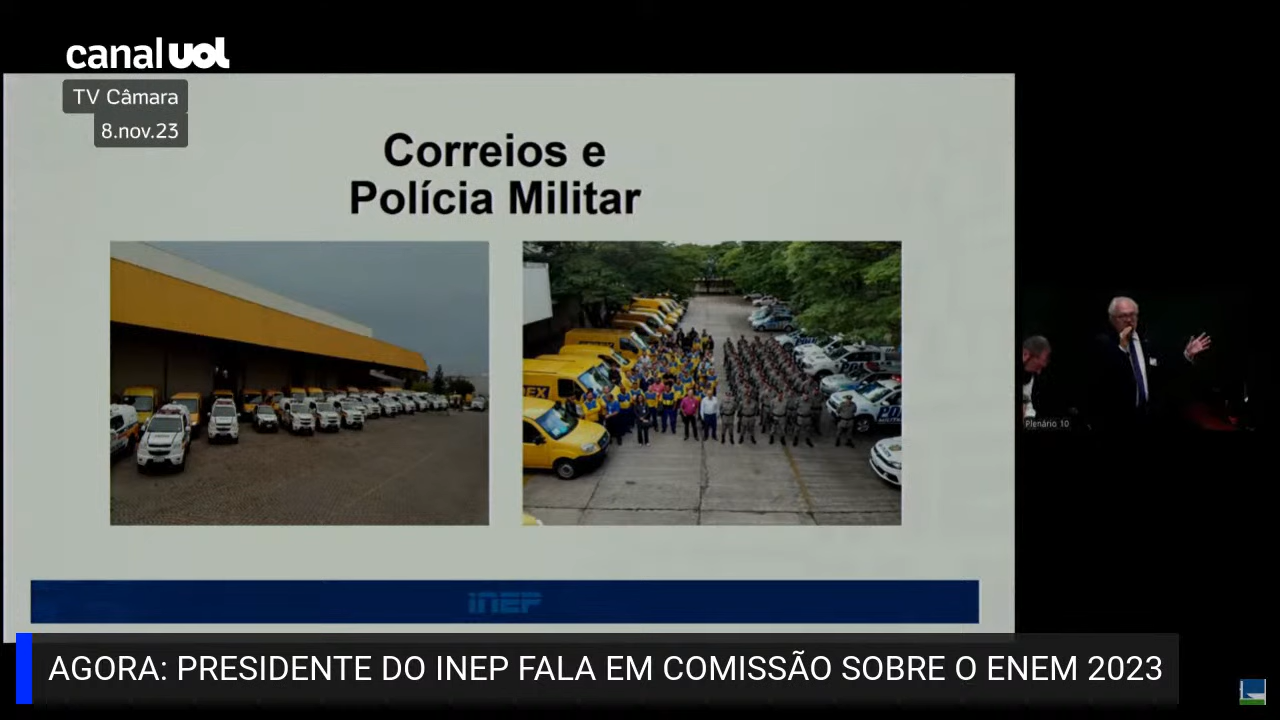 canal uol
TV Câmara
8.nov.23
Correios e
Polícia Militar
inep
Plenário 10
AGORA: PRESIDENTE DO INEP FALA EM COMISSÃO SOBRE O ENEM 2023